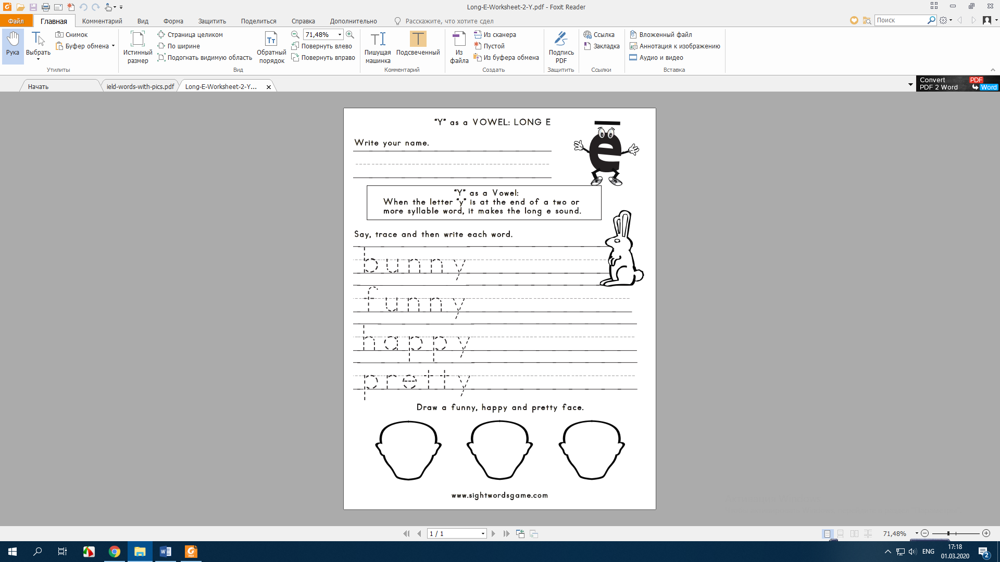 Long-E-Worksheet-2-Y.pdf - Foxit Reader
Файл Главная Комментарий Вид Форма Защитить Поделиться Справка Дополнительно Расскажите, что хотите сделать Поиск
Рука
Выбрать
Снимок
Буфер обмена
Утилиты
Истинный размер
Страница целиком
По ширине
Подогнать видимую область
Обратный порядок
71,48%
Повернуть влево
Повернуть вправо
Вид
Пишущая машинка
Подсвеченный
Комментарий
Из файла
Из сканера
Пустой
Из буфера обмена
Создать
Подпись PDF
Защитить
Ссылка
Закладка
Ссылки
Вложенный файл
Аннотация к изображению
Аудио и видео
Вставка
Начать ield-words-with-pics.pdf Long-E-Worksheet-2-Y...
Convert PDF
PDF 2 Word Word
“Y” as a VOWEL: LONG E
ē
Write your name.
“Y” as a Vowel:
When the letter “y” is at the end of a two or
more syllable word, it makes the long e sound.
Say, trace and then write each word.
bunny
funny
happy
pretty
Draw a funny, happy and pretty face.
www.sightwordsgame.com
1 / 1
71,48%
ENG
17:18
01.03.2020
2